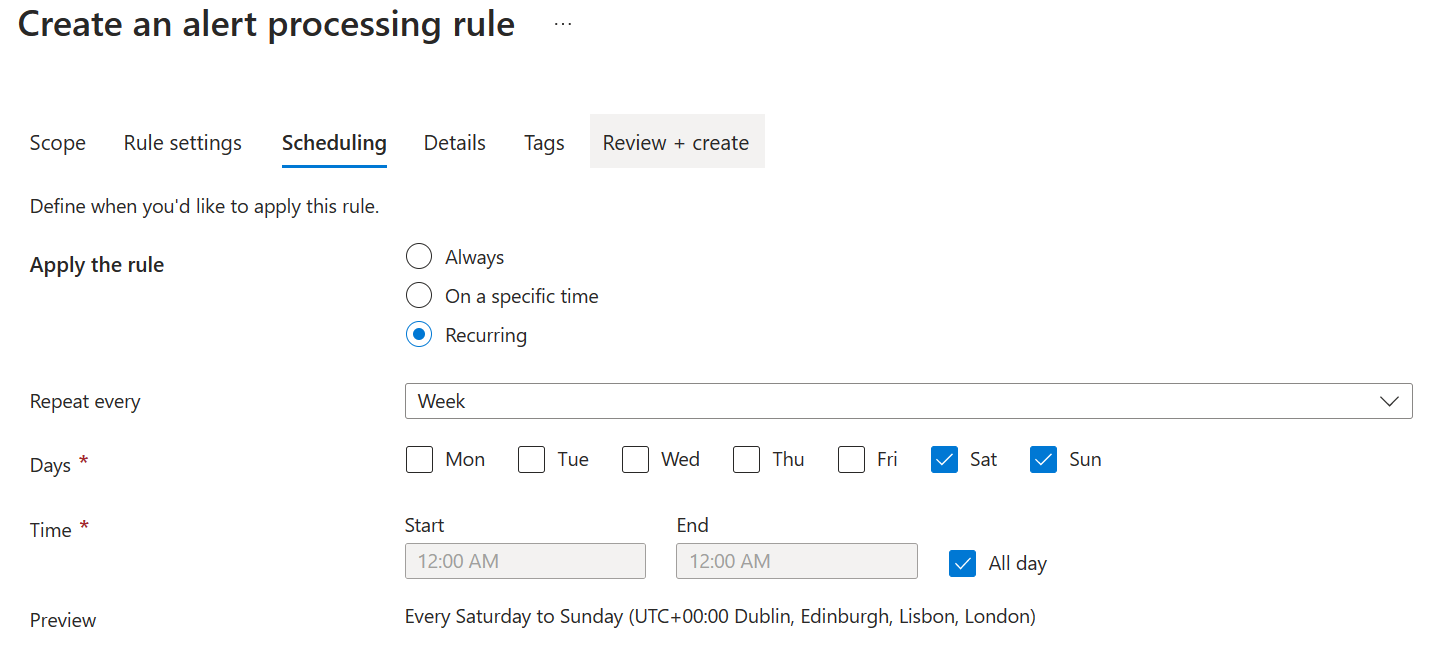 Create an alert processing rule ...
Scope Rule settings Scheduling Details Tags Review + create
Define when you'd like to apply this rule.
Apply the rule
Always
On a specific time
Recurring
Repeat every Week
Days * Mon Tue Wed Thu Fri Sat Sun
Time * Start End
12:00 AM 12:00 AM All day
Preview Every Saturday to Sunday (UTC+00:00 Dublin, Edinburgh, Lisbon, London)